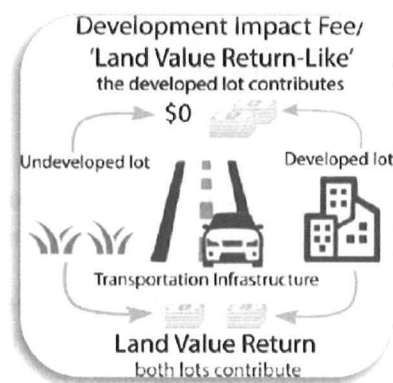 Development Impact Fee/
'Land Value Return-Like'
the developed lot contributes
$0
Undeveloped lot
Developed lot
Transportation Infrastructure
Land Value Return
both lots contribute